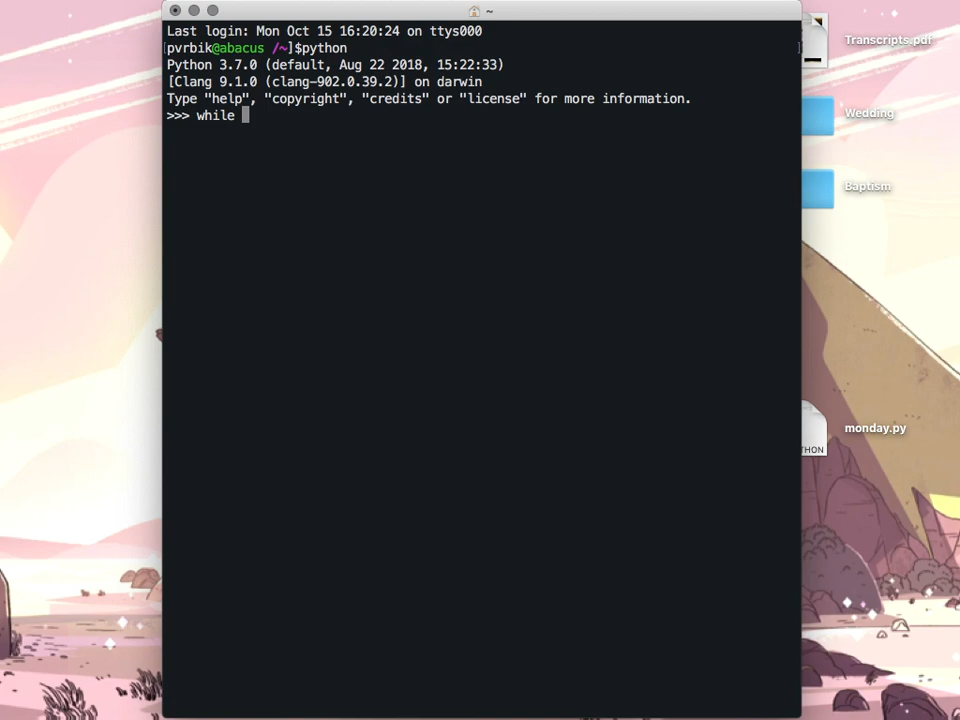 ~
Last login: Mon Oct 15 16:20:24 on ttys000
[pvrbik@abacus /~]$python
Python 3.7.0 (default, Aug 22 2018, 15:22:33)
[Clang 9.1.0 (clang-902.0.39.2)] on darwin
Type "help", "copyright", "credits" or "license" for more information.
>>> while
Transcripts.pdf
Wedding
Baptism
monday.py
THON